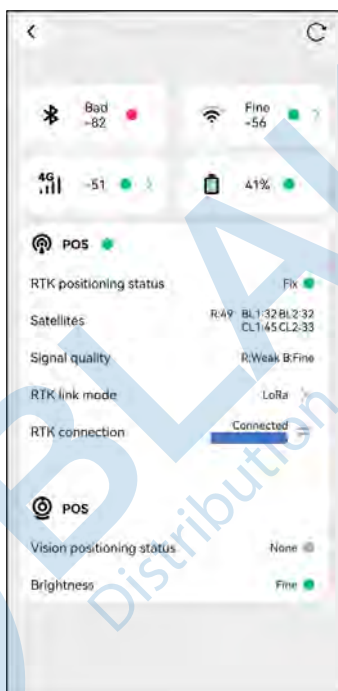 Bad
-82
Fine
-56
4G
-51
41%
POS
RTK positioning status Fix
Satellites R:49 BL1:32 BL2:32
CL1:45 CL2-33
Signal quality R:Weak B:Fine
RTK link mode LoRa
RTK connection Connected
POS
Vision positioning status None
Brightness Fine
Distribution